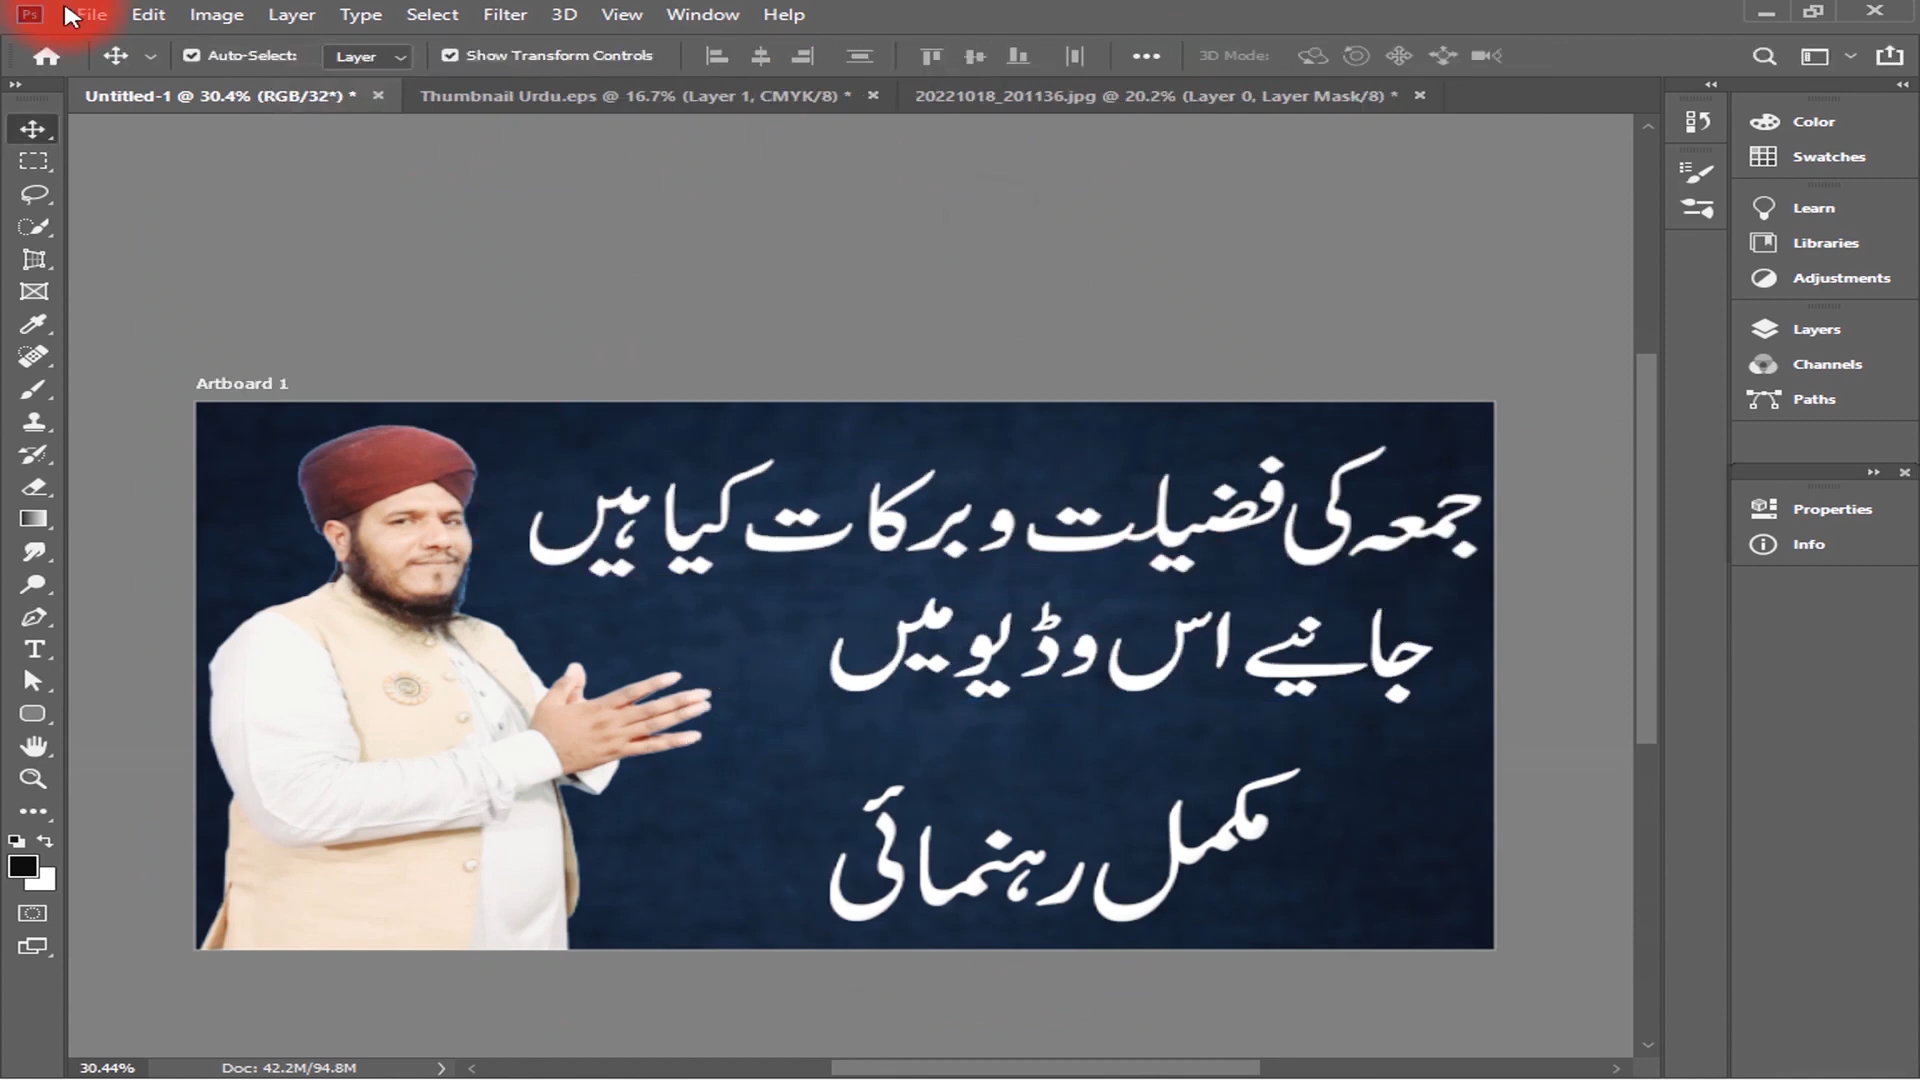 Ps File Edit Image Layer Type Select Filter 3D View Window Help
Auto-Select: Layer Show Transform Controls 3D Mode:
Untitled-1 @ 30.4% (RGB/32*) * Thumbnail Urdu.eps @ 16.7% (Layer 1, CMYK/8) * 20221018_201136.jpg @ 20.2% (Layer 0, Layer Mask/8) *
Color
Swatches
Learn
Libraries
Adjustments
Layers
Channels
Paths
Properties
Info
Artboard 1
جمعہ کی فضیلت و برکات کیا ہیں
جانیے اس وڈیو میں
مکمل رہنمائی
30.44% Doc: 42.2M/94.8M